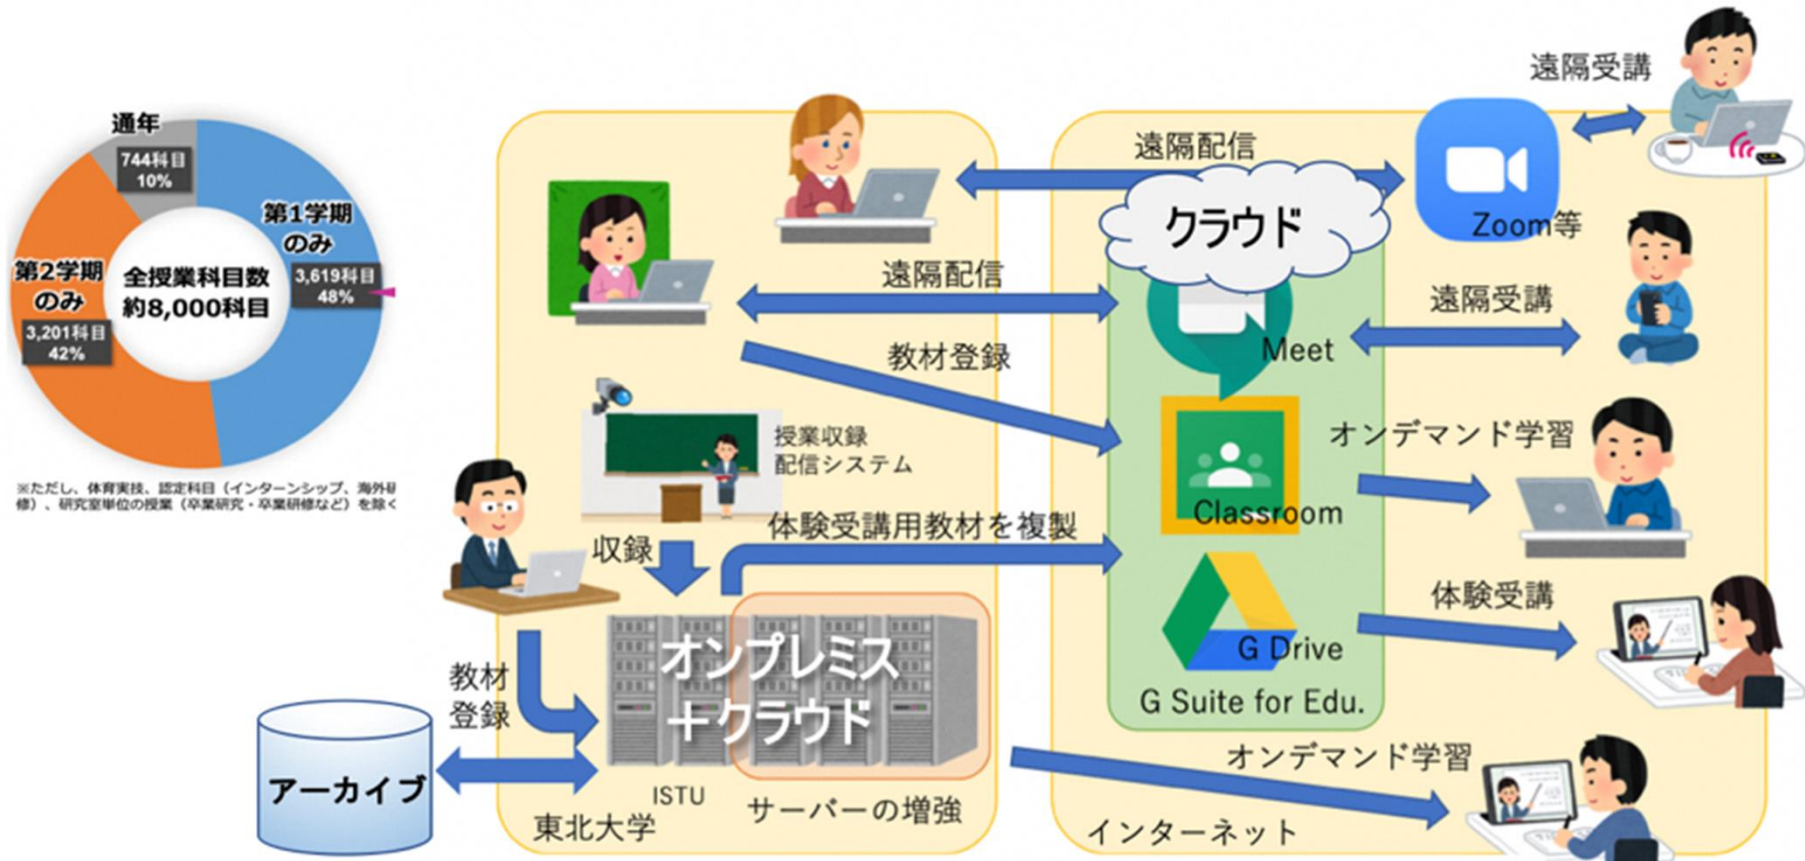 通年
744科目
10%
第1学期
のみ
3,619科目
48%
第2学期
のみ
3,201科目
42%
全授業科目数
約8,000科目
※ただし、体育実技、認定科目（インターンシップ、海外研
修）、研究室単位の授業（卒業研究・卒業研修など）を除く
遠隔配信
遠隔配信
教材登録
授業収録
配信システム
収録
体験受講用教材を複製
教材
登録
オンプレミス
＋クラウド
アーカイブ
ISTU
サーバーの増強
東北大学
クラウド
Zoom等
遠隔受講
Meet
遠隔受講
Classroom
オンデマンド学習
G Drive
体験受講
G Suite for Edu.
オンデマンド学習
インターネット